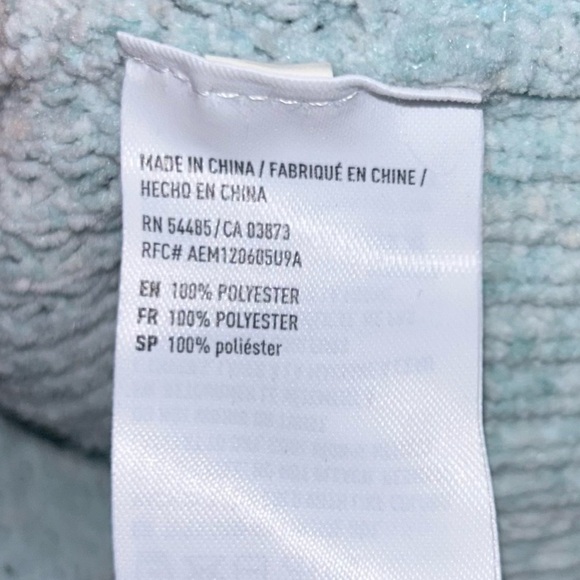 MADE IN CHINA / FABRIQUÉ EN CHINE /
HECHO EN CHINA
RN 54485/CA 03873
RFC# AEM120605U9A
EN 100% POLYESTER
FR 100% POLYESTER
SP 100% poliéster